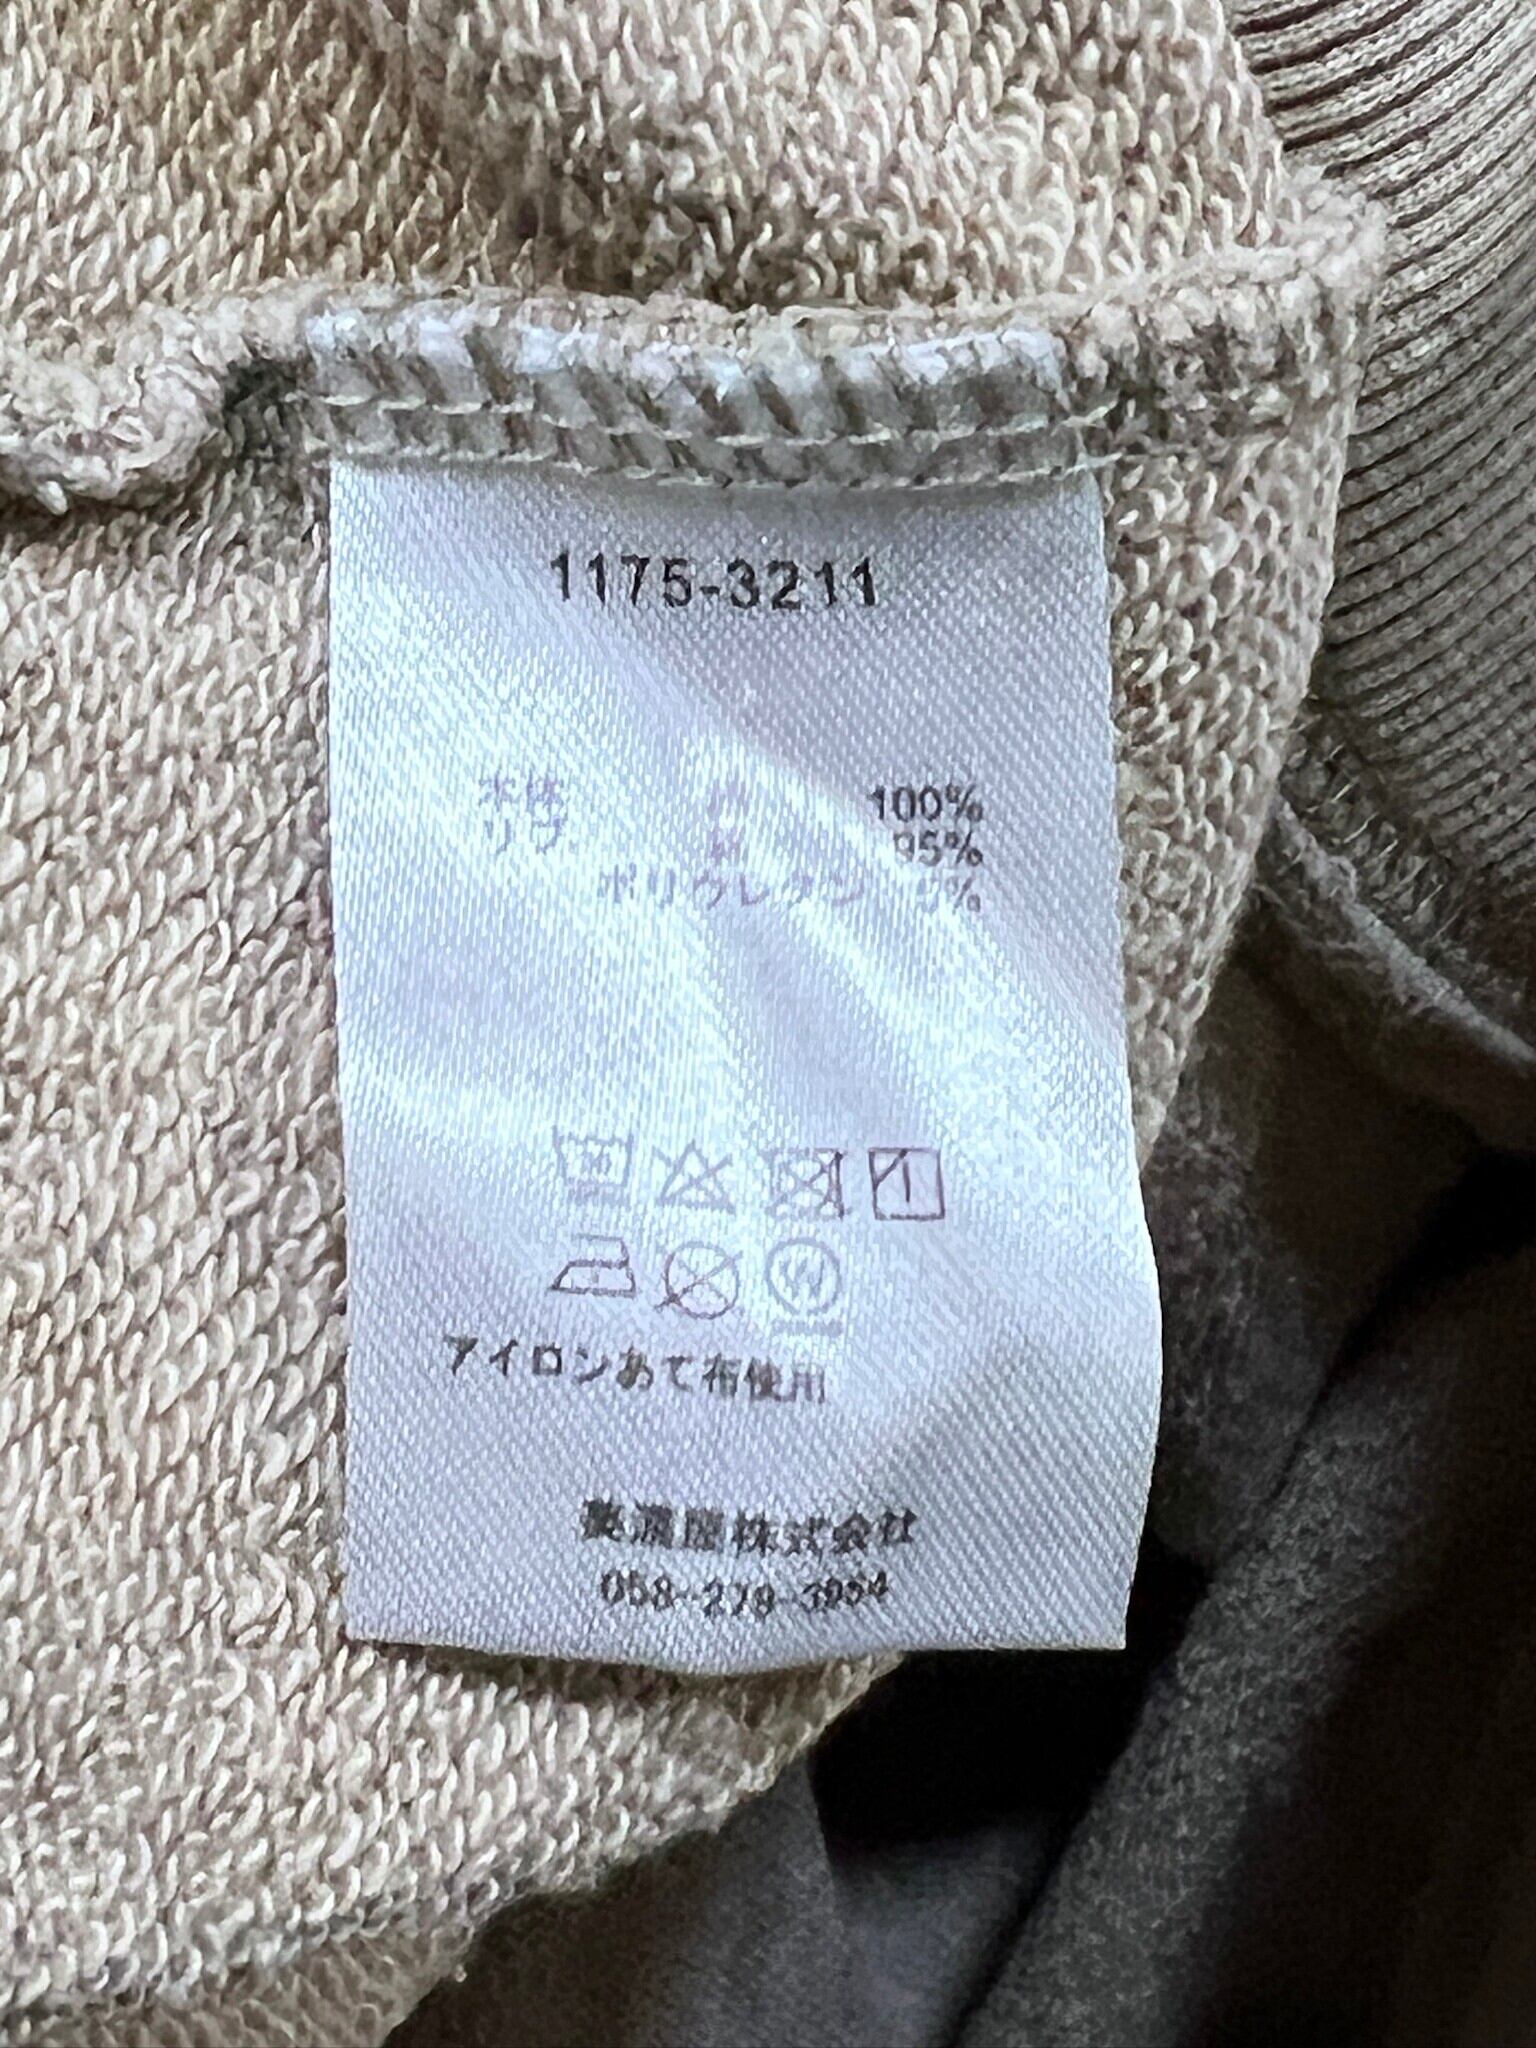 1175-3211
本体 綿 100%
リブ 綿 95%
ポリウレタン 5%
アイロンあて布使用
美濃屋株式会社
058-279-3954